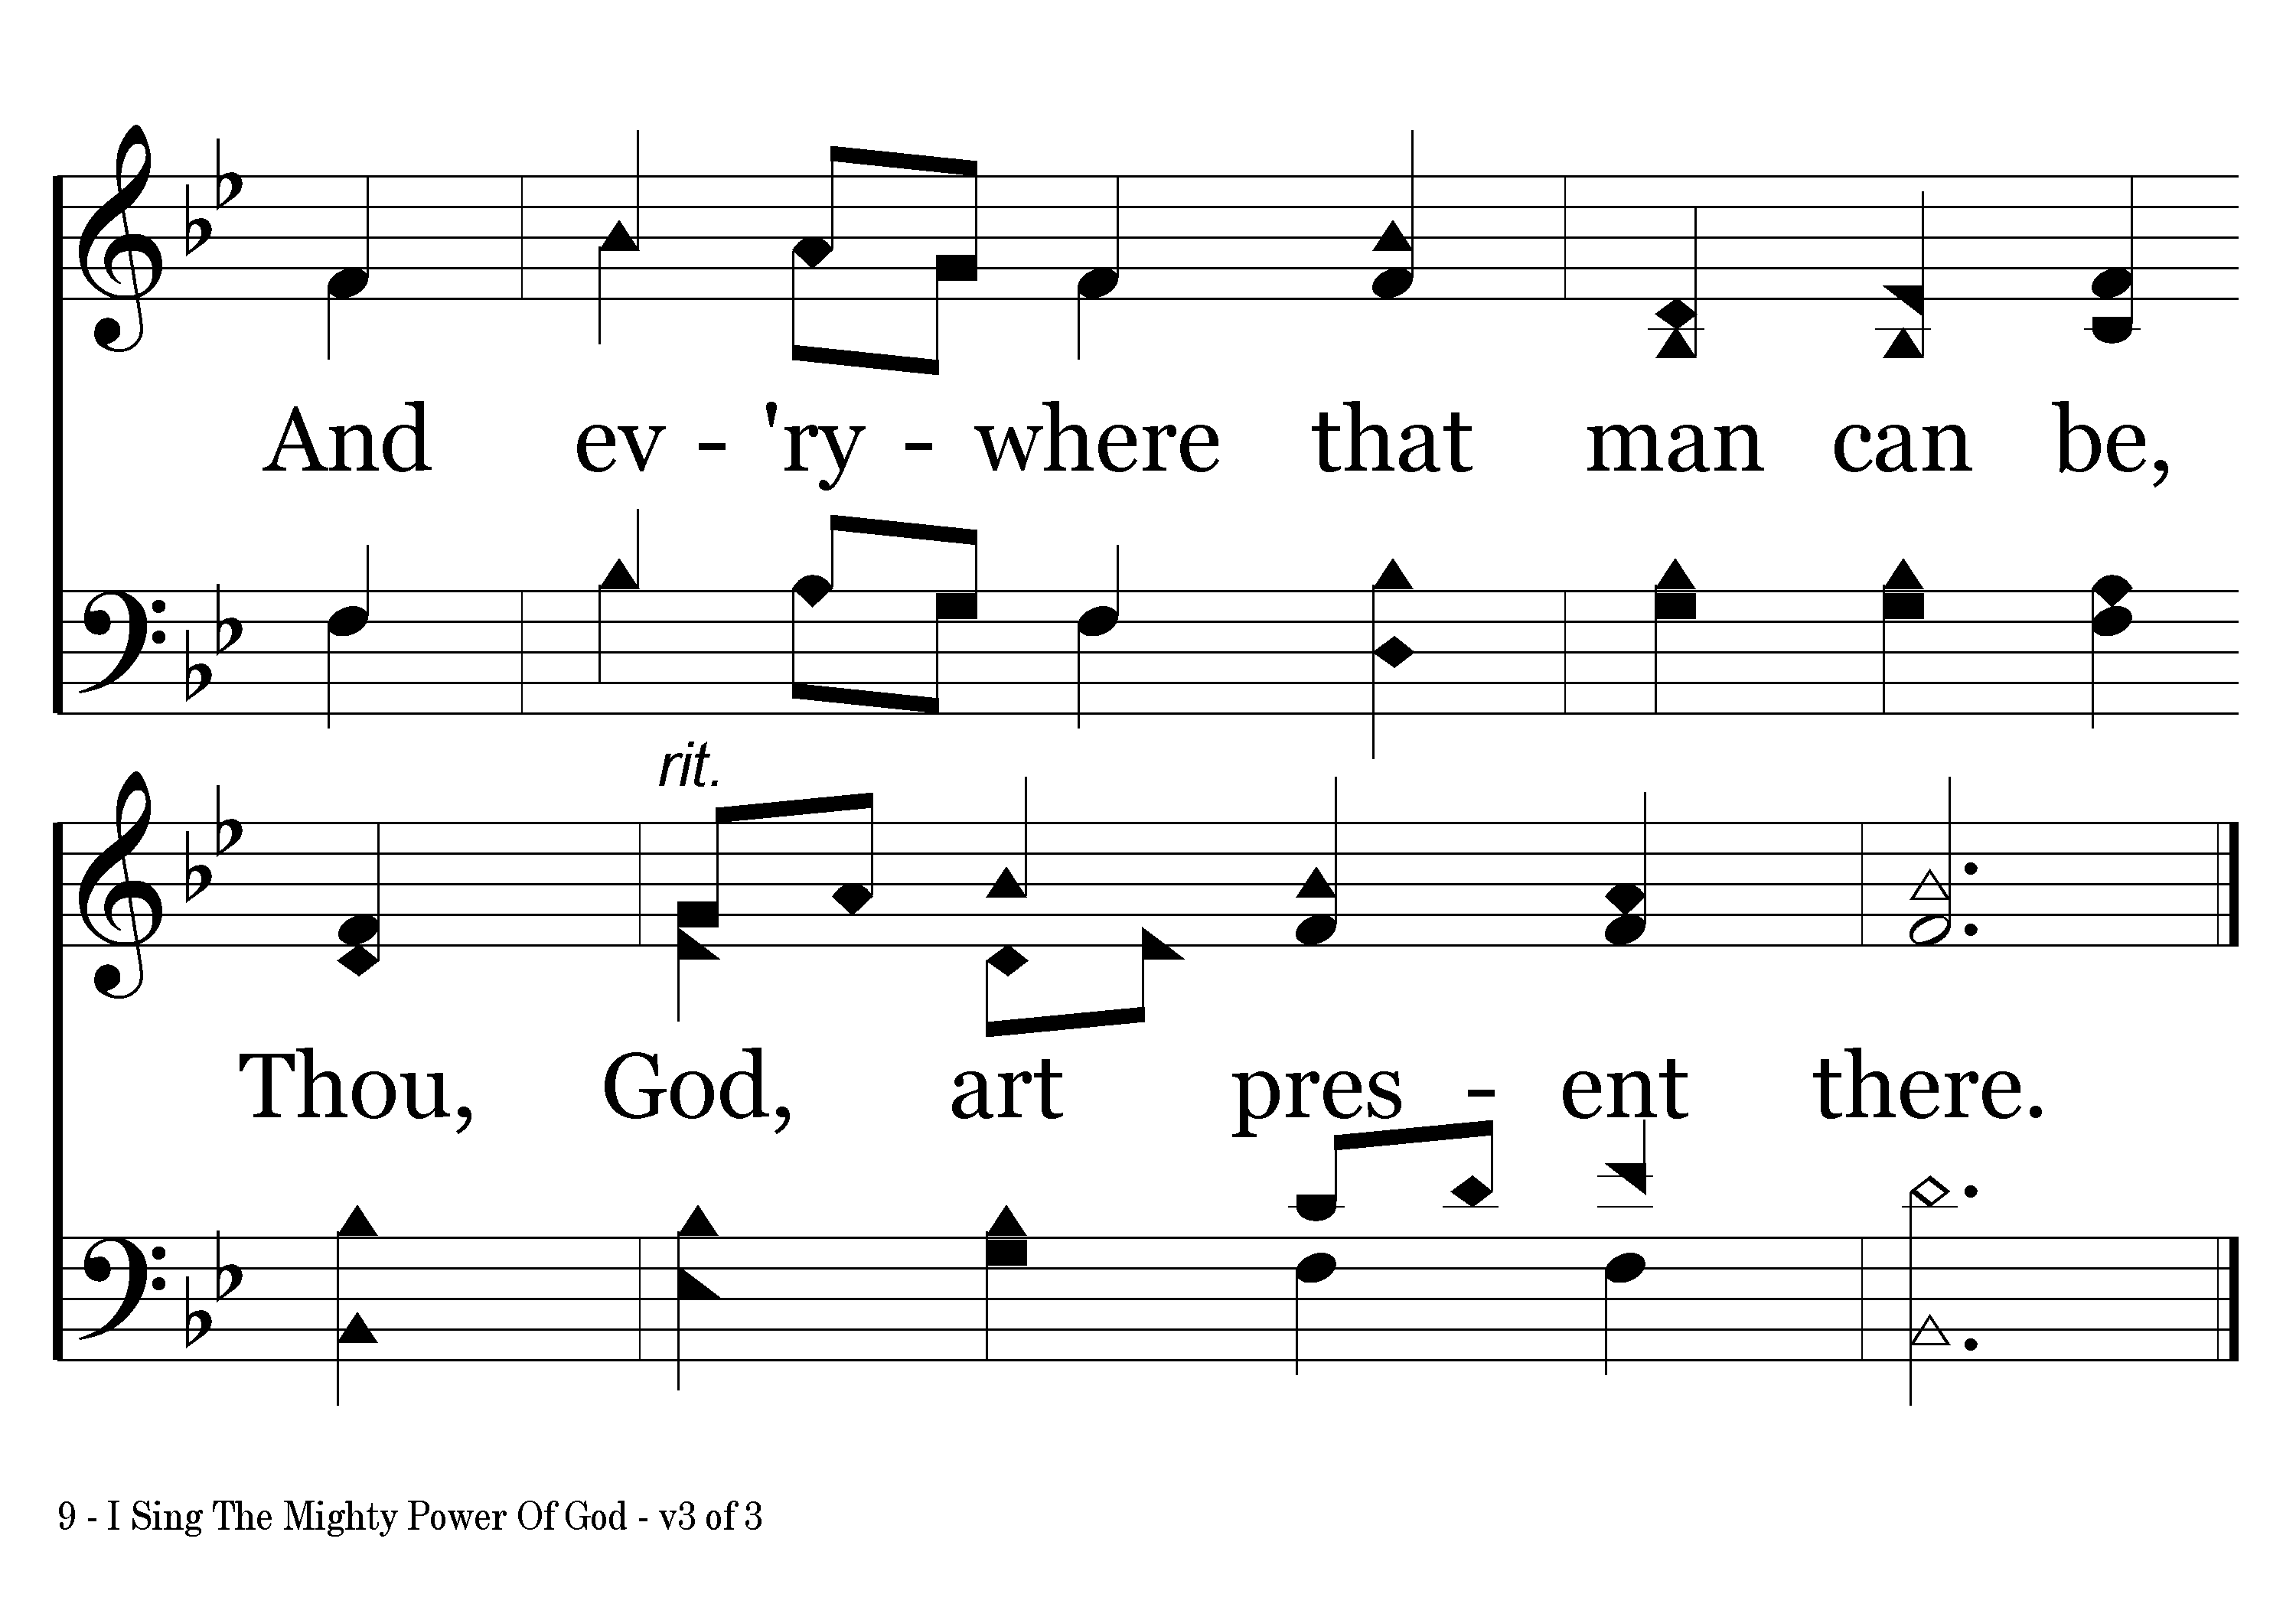 And ev - 'ry - where that man can be,
rit.
Thou, God, art pres - ent there.
9 - I Sing The Mighty Power Of God - v3 of 3